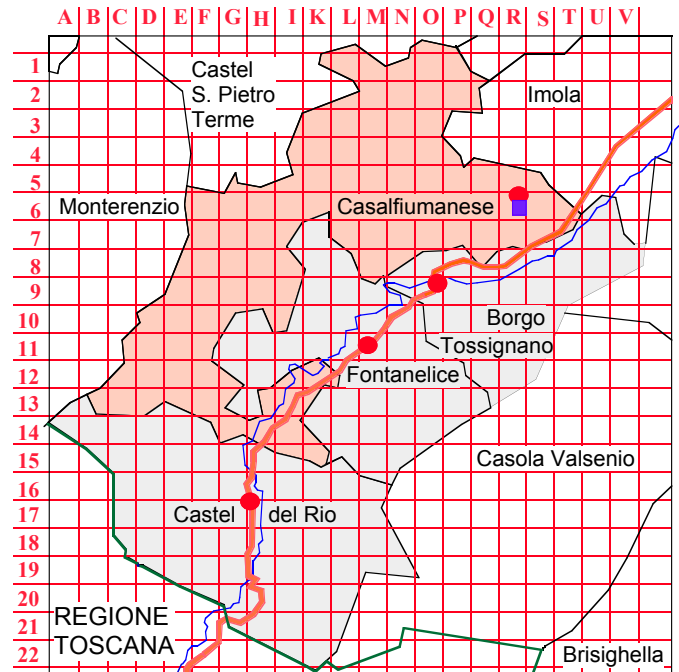 A B C D E F G H I K L M N O P Q R S T U V
1
Castel
2
S. Pietro
Imola
Terme
3
4
5
Monterenzio
Casalfiumanese
6
7
8
9
10
Borgo
11
Tossignano
12
Fontanelice
13
14
15
Casola Valsenio
16
17
Castel del Rio
18
19
20
REGIONE
21
TOSCANA
22
Brisighella